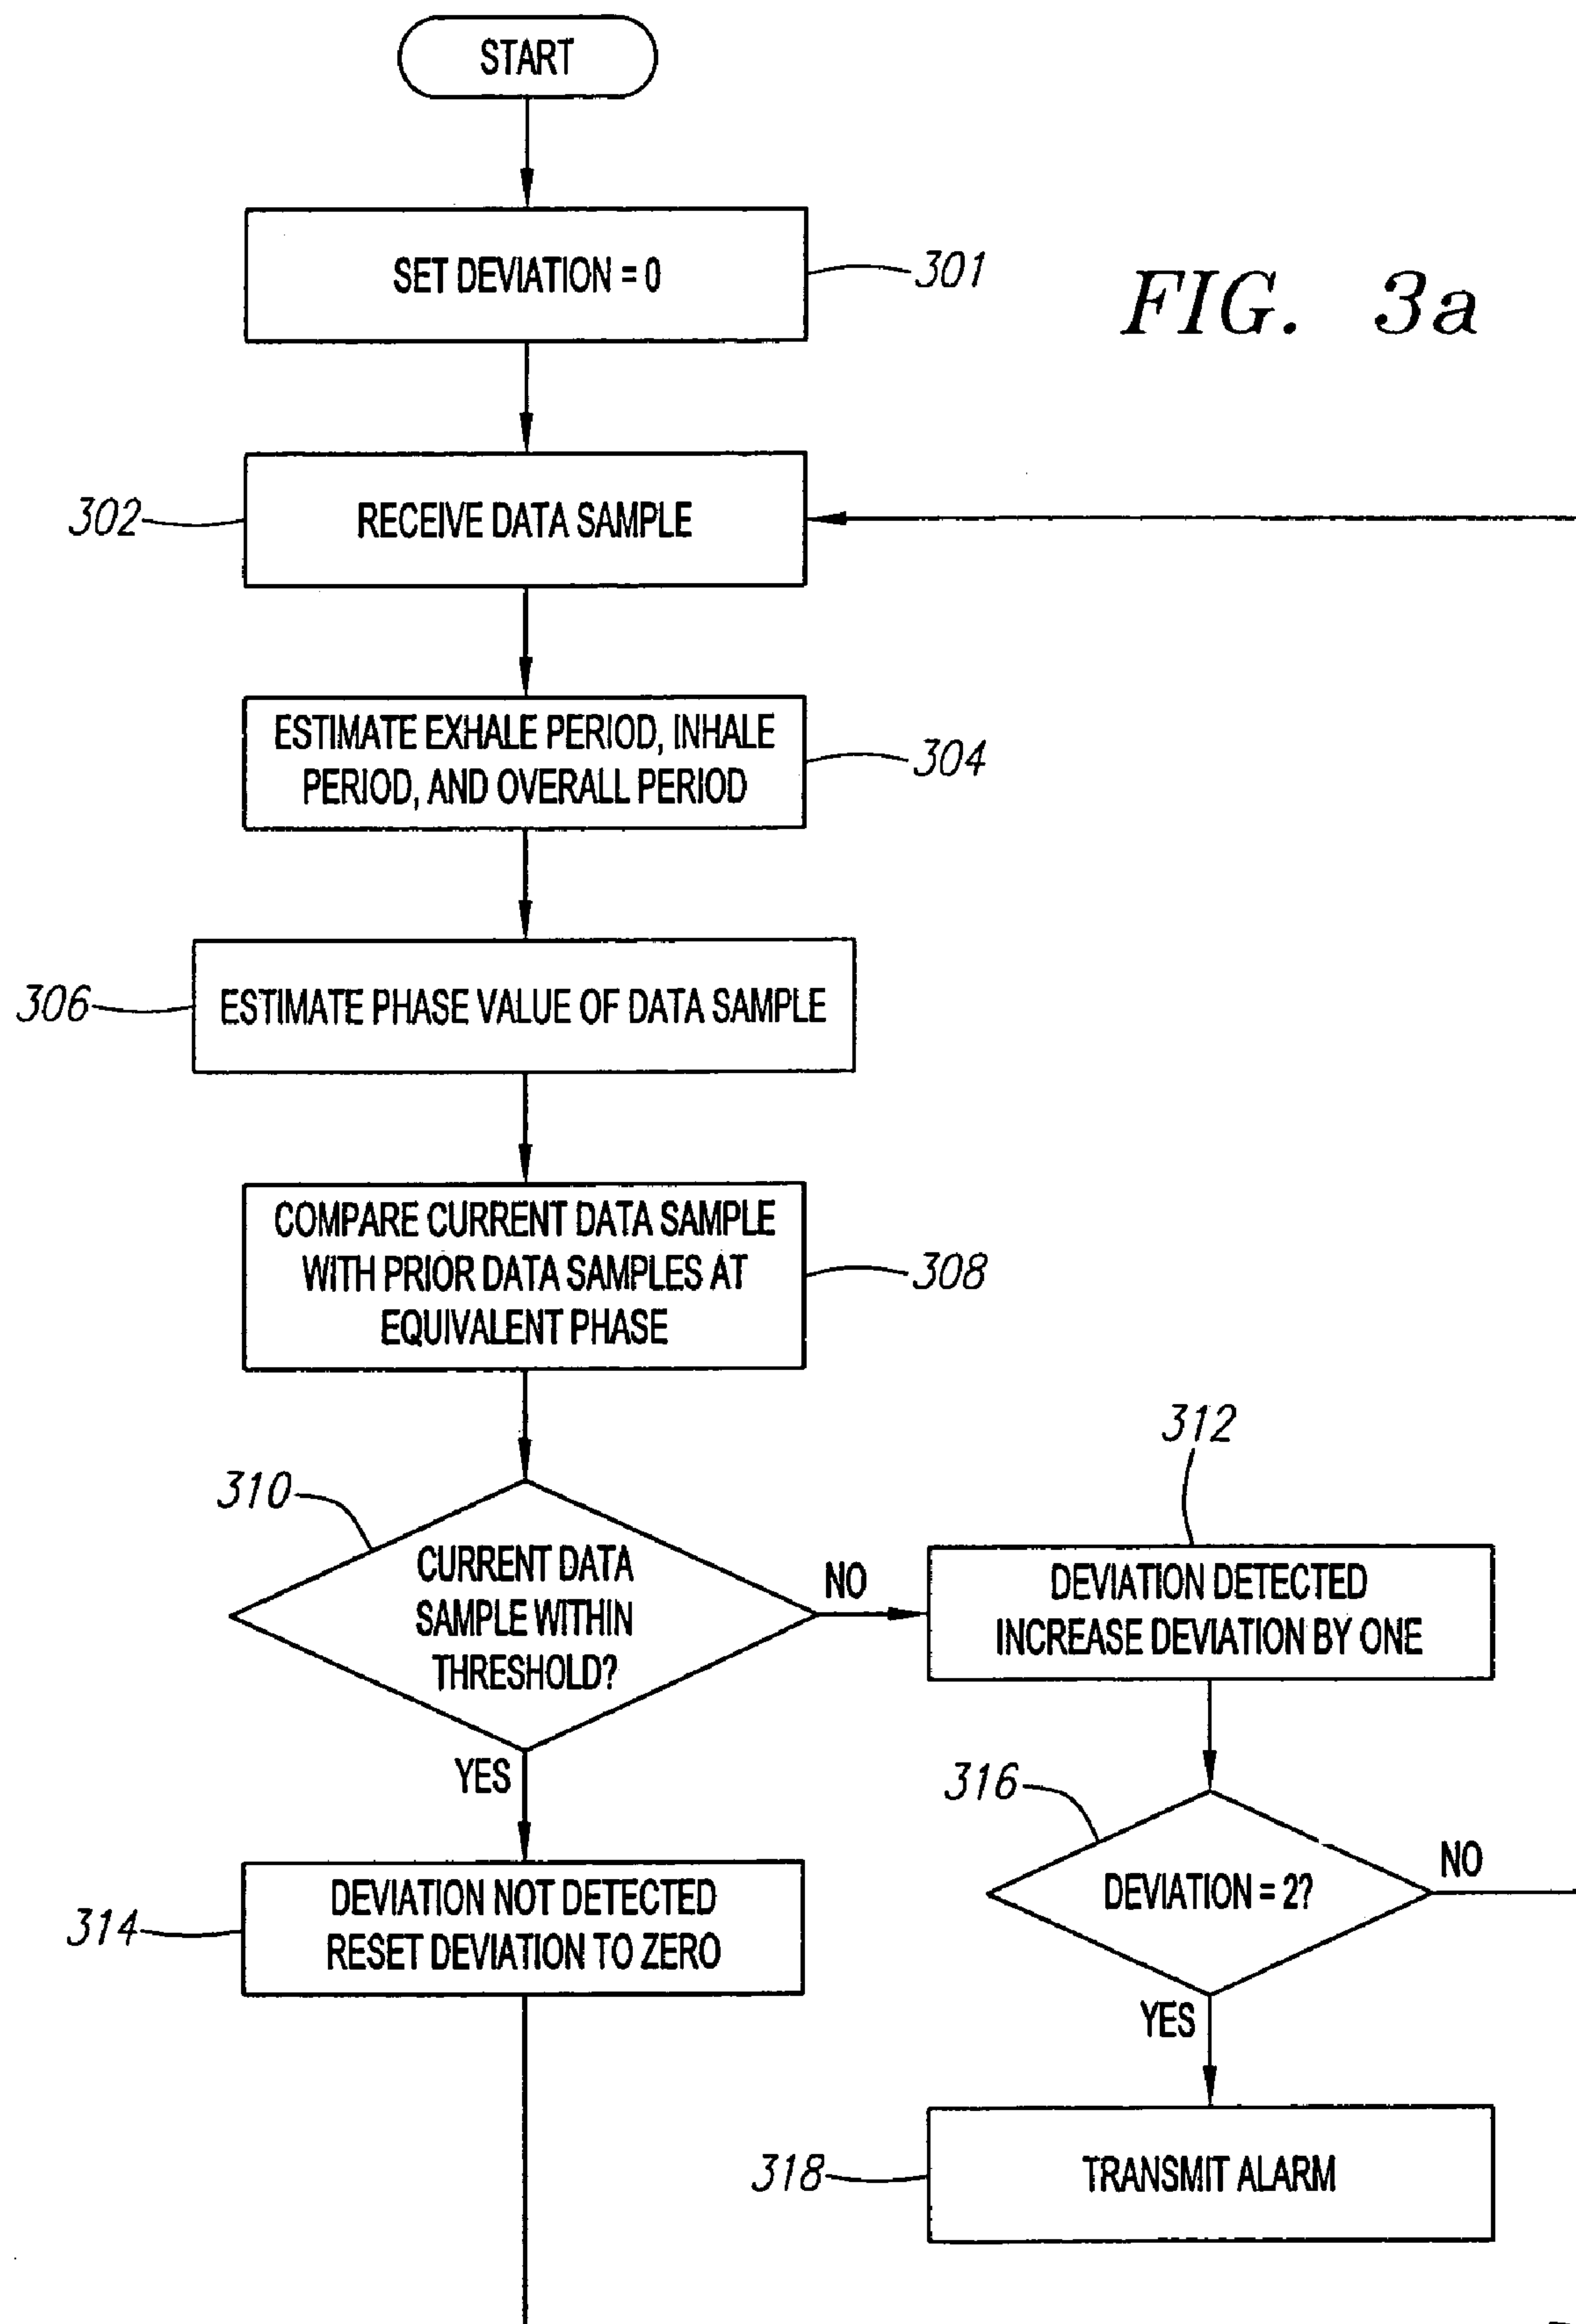 START
SET DEVIATION = 0
301
FIG. 3a
302
RECEIVE DATA SAMPLE
ESTIMATE EXHALE PERIOD, INHALE
PERIOD, AND OVERALL PERIOD
304
306
ESTIMATE PHASE VALUE OF DATA SAMPLE
COMPARE CURRENT DATA SAMPLE
WITH PRIOR DATA SAMPLES AT
EQUIVALENT PHASE
308
310
CURRENT DATA
SAMPLE WITHIN
THRESHOLD?
NO
312
DEVIATION DETECTED
INCREASE DEVIATION BY ONE
YES
316
DEVIATION = 2?
NO
314
DEVIATION NOT DETECTED
RESET DEVIATION TO ZERO
YES
318
TRANSMIT ALARM